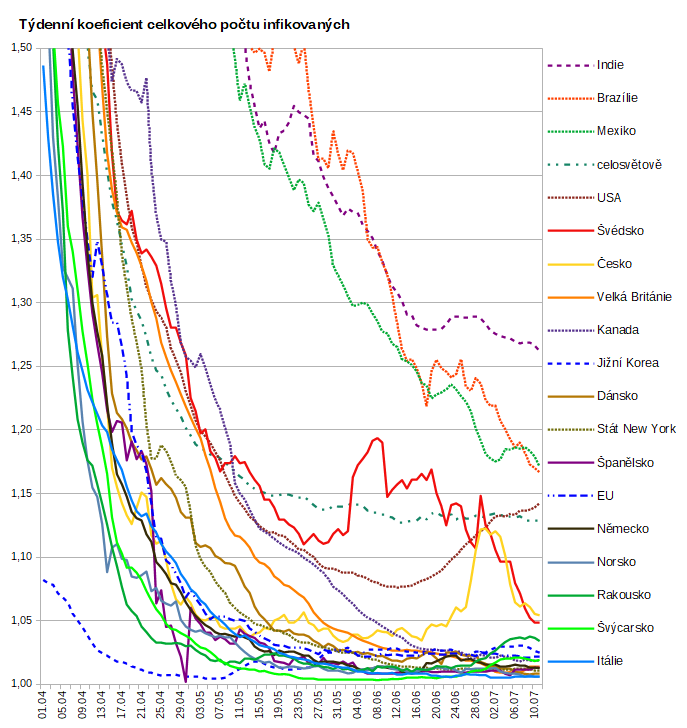 Týdenní koeficient celkového počtu infikovaných
1,50
1,45
1,40
1,35
1,30
1,25
1,20
1,15
1,10
1,05
1,00
01.04
05.04
09.04
13.04
17.04
21.04
25.04
29.04
03.05
07.05
11.05
15.05
19.05
23.05
27.05
31.05
04.06
08.06
12.06
16.06
20.06
24.06
28.06
02.07
06.07
10.07
Indie
Brazílie
Mexiko
celosvětově
USA
Švédsko
Česko
Velká Británie
Kanada
Jižní Korea
Dánsko
Stát New York
Španělsko
EU
Německo
Norsko
Rakousko
Švýcarsko
Itálie